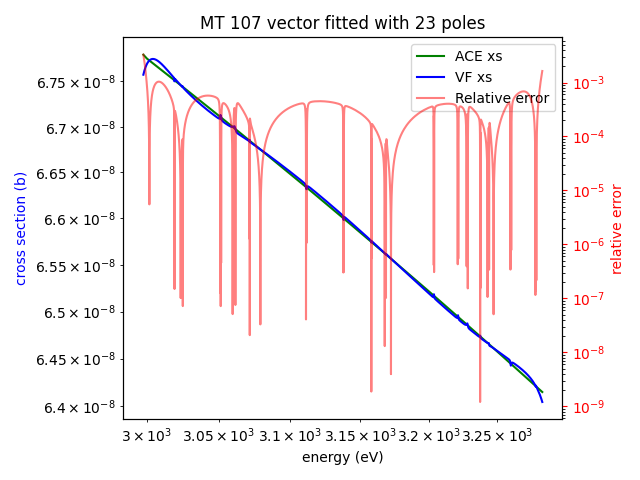 MT 107 vector fitted with 23 poles
ACE xs
VF xs
Relative error
cross section (b)
6.75 × 10⁻⁸
6.7 × 10⁻⁸
6.65 × 10⁻⁸
6.6 × 10⁻⁸
6.55 × 10⁻⁸
6.5 × 10⁻⁸
6.45 × 10⁻⁸
6.4 × 10⁻⁸
relative error
10⁻³
10⁻⁴
10⁻⁵
10⁻⁶
10⁻⁷
10⁻⁸
10⁻⁹
3 × 10³ 3.05 × 10³ 3.1 × 10³ 3.15 × 10³ 3.2 × 10³ 3.25 × 10³
energy (eV)